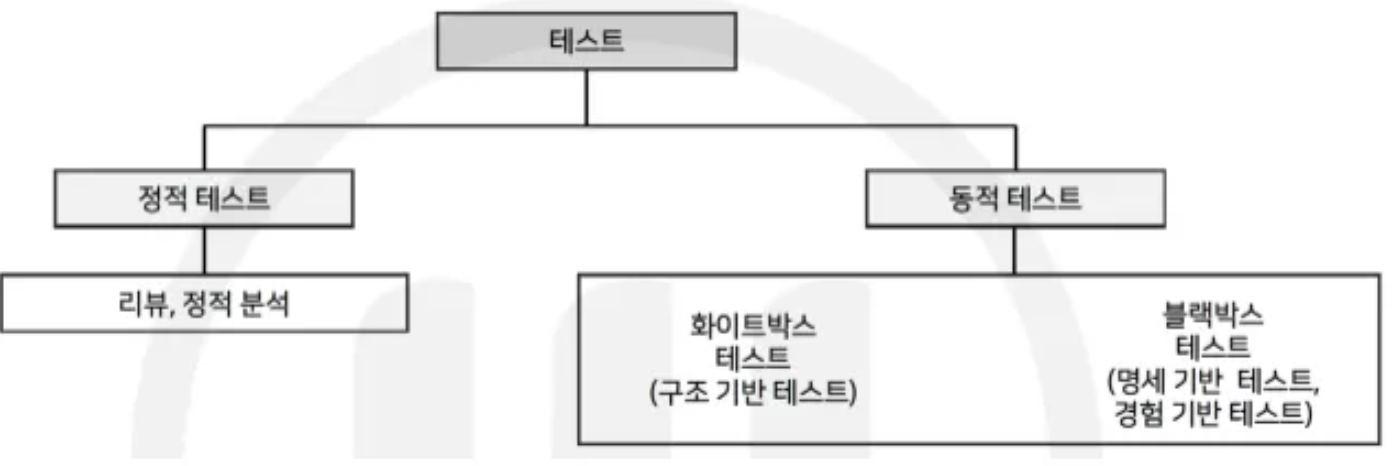 테스트
정적 테스트
동적 테스트
리뷰, 정적 분석
화이트박스
테스트
(구조 기반 테스트)
블랙박스
테스트
(명세 기반 테스트,
경험 기반 테스트)